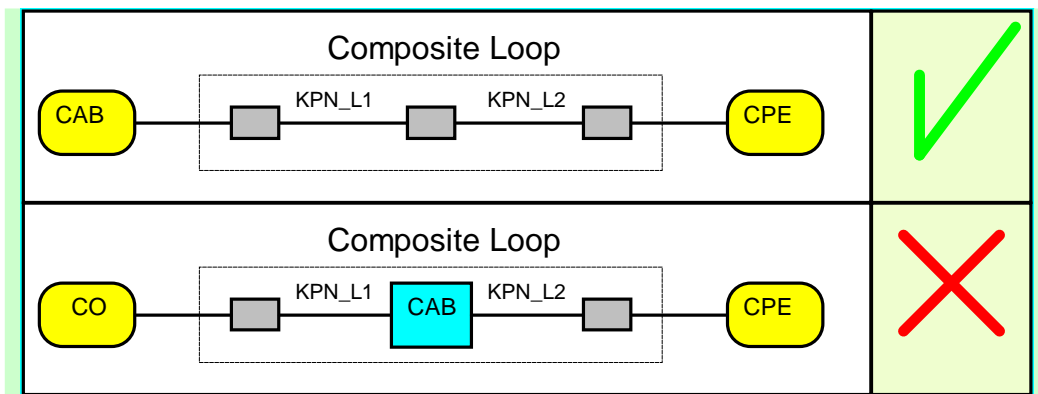 Composite Loop
CAB KPN_L1 KPN_L2 CPE
Composite Loop
CO KPN_L1 CAB KPN_L2 CPE